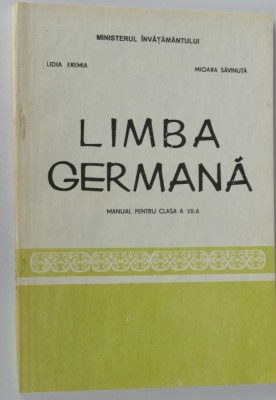 MINISTERUL ÎNVĂȚĂMÂNTULUI
LIDIA EREMIA
MIOARA SĂVINUȚĂ
LIMBA
GERMANĂ
MANUAL PENTRU CLASA A VII-A